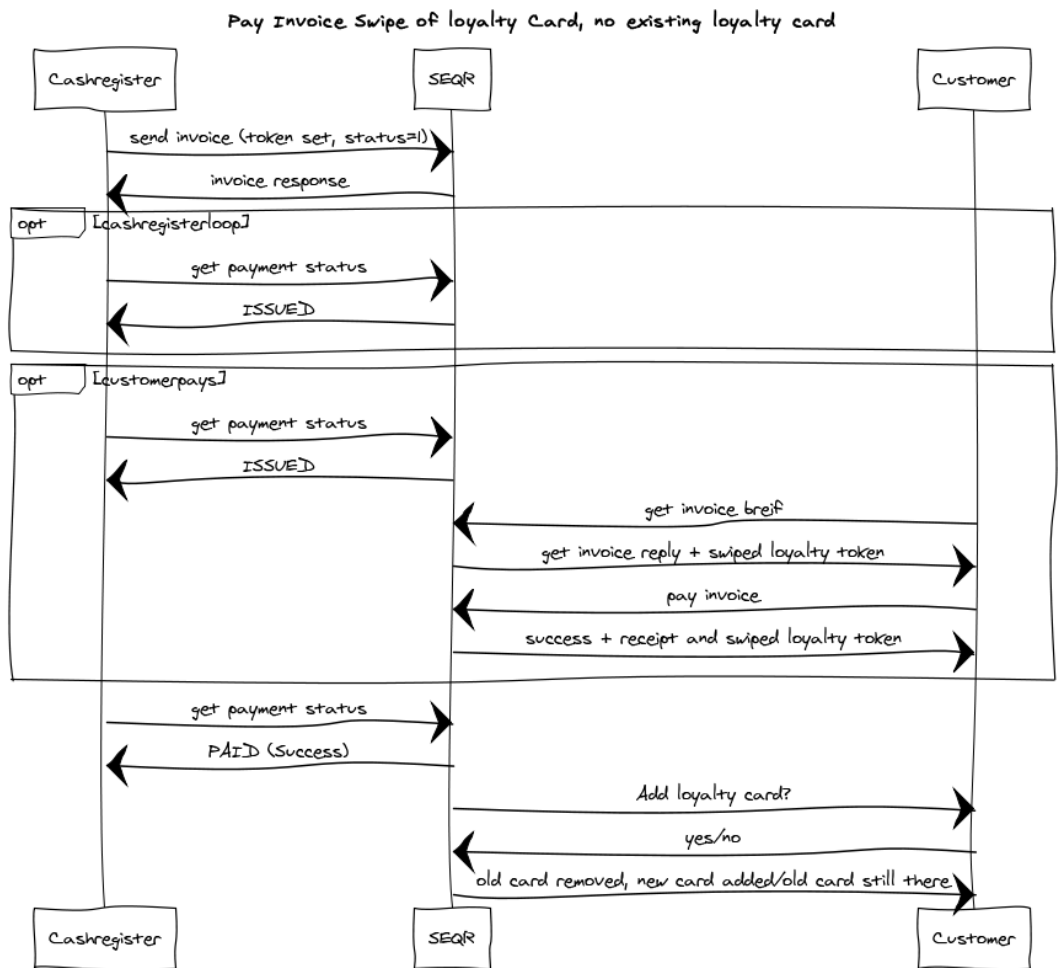 Pay Invoice Swipe of loyalty Card, no existing loyalty card
Cashregister
SEQR
Customer
send invoice (token set, status=1)
invoice response
opt
[cashregisterloop]
get payment status
ISSUED
opt
[customerpays]
get payment status
ISSUED
get invoice breif
get invoice reply + swiped loyalty token
pay invoice
success + receipt and swiped loyalty token
get payment status
PAID (Success)
Add loyalty card?
yes/no
old card removed, new card added/old card still there
Cashregister
SEQR
Customer